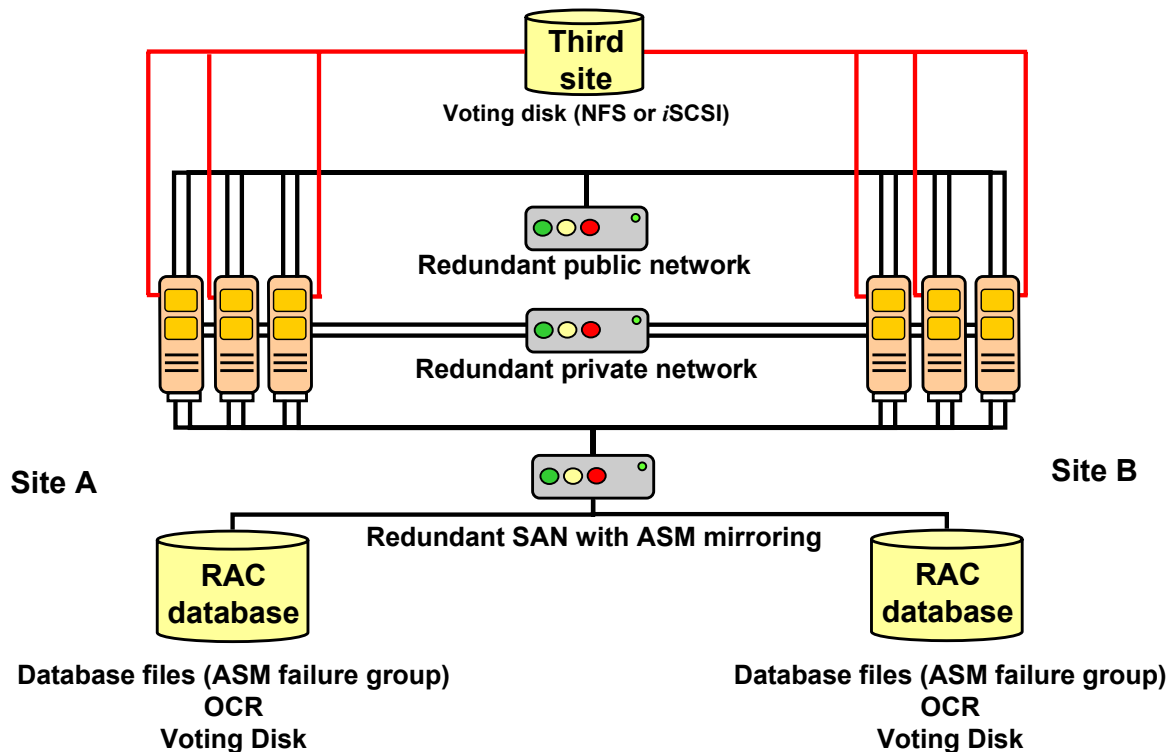 Third
site
Voting disk (NFS or iSCSI)
Redundant public network
Redundant private network
Site A
Site B
Redundant SAN with ASM mirroring
RAC
database
RAC
database
Database files (ASM failure group)
OCR
Voting Disk
Database files (ASM failure group)
OCR
Voting Disk